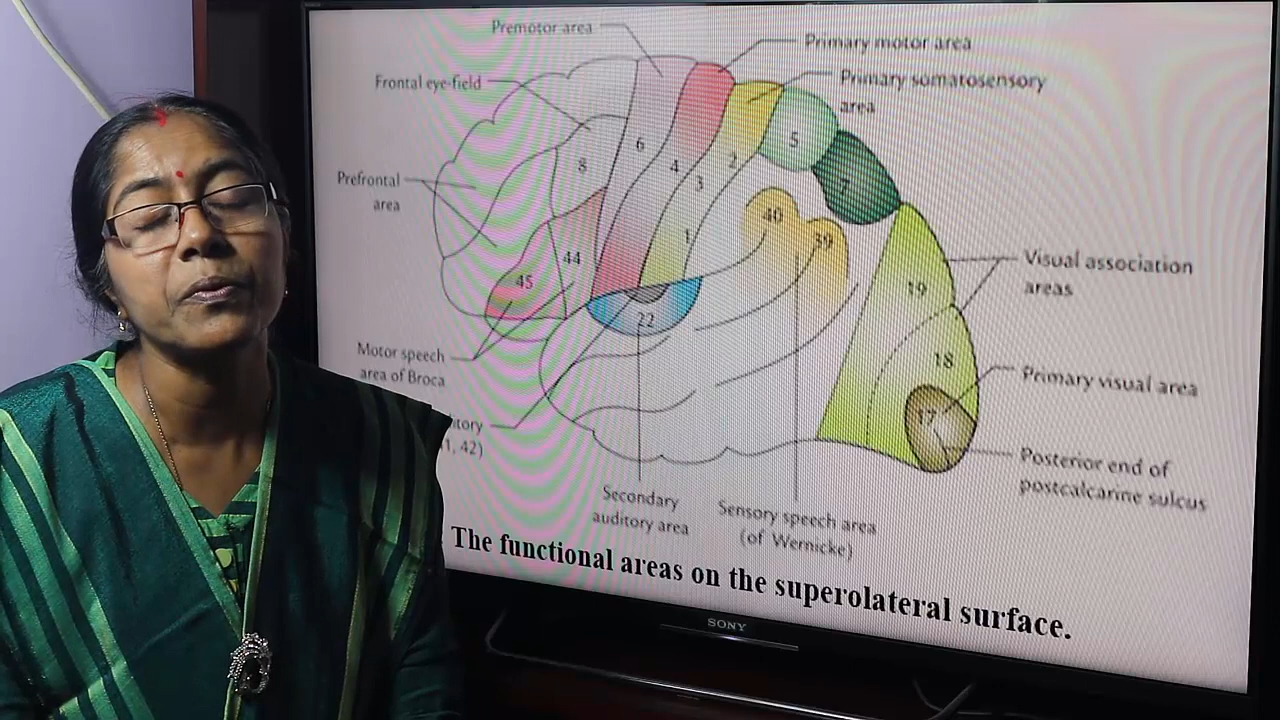 Premotor area
Primary motor area
Frontal eye-field
Primary somatosensory
area
6
5
8
4
2
3
7
Prefrontal
area
40
39
1
44
45
19
Visual association
areas
22
18
Motor speech
area of Broca
Primary visual area
17
42)
Posterior end of
postcalcarine sulcus
Secondary
auditory area
Sensory speech area
(of Wernicke)
The functional areas on the superolateral surface.
SONY